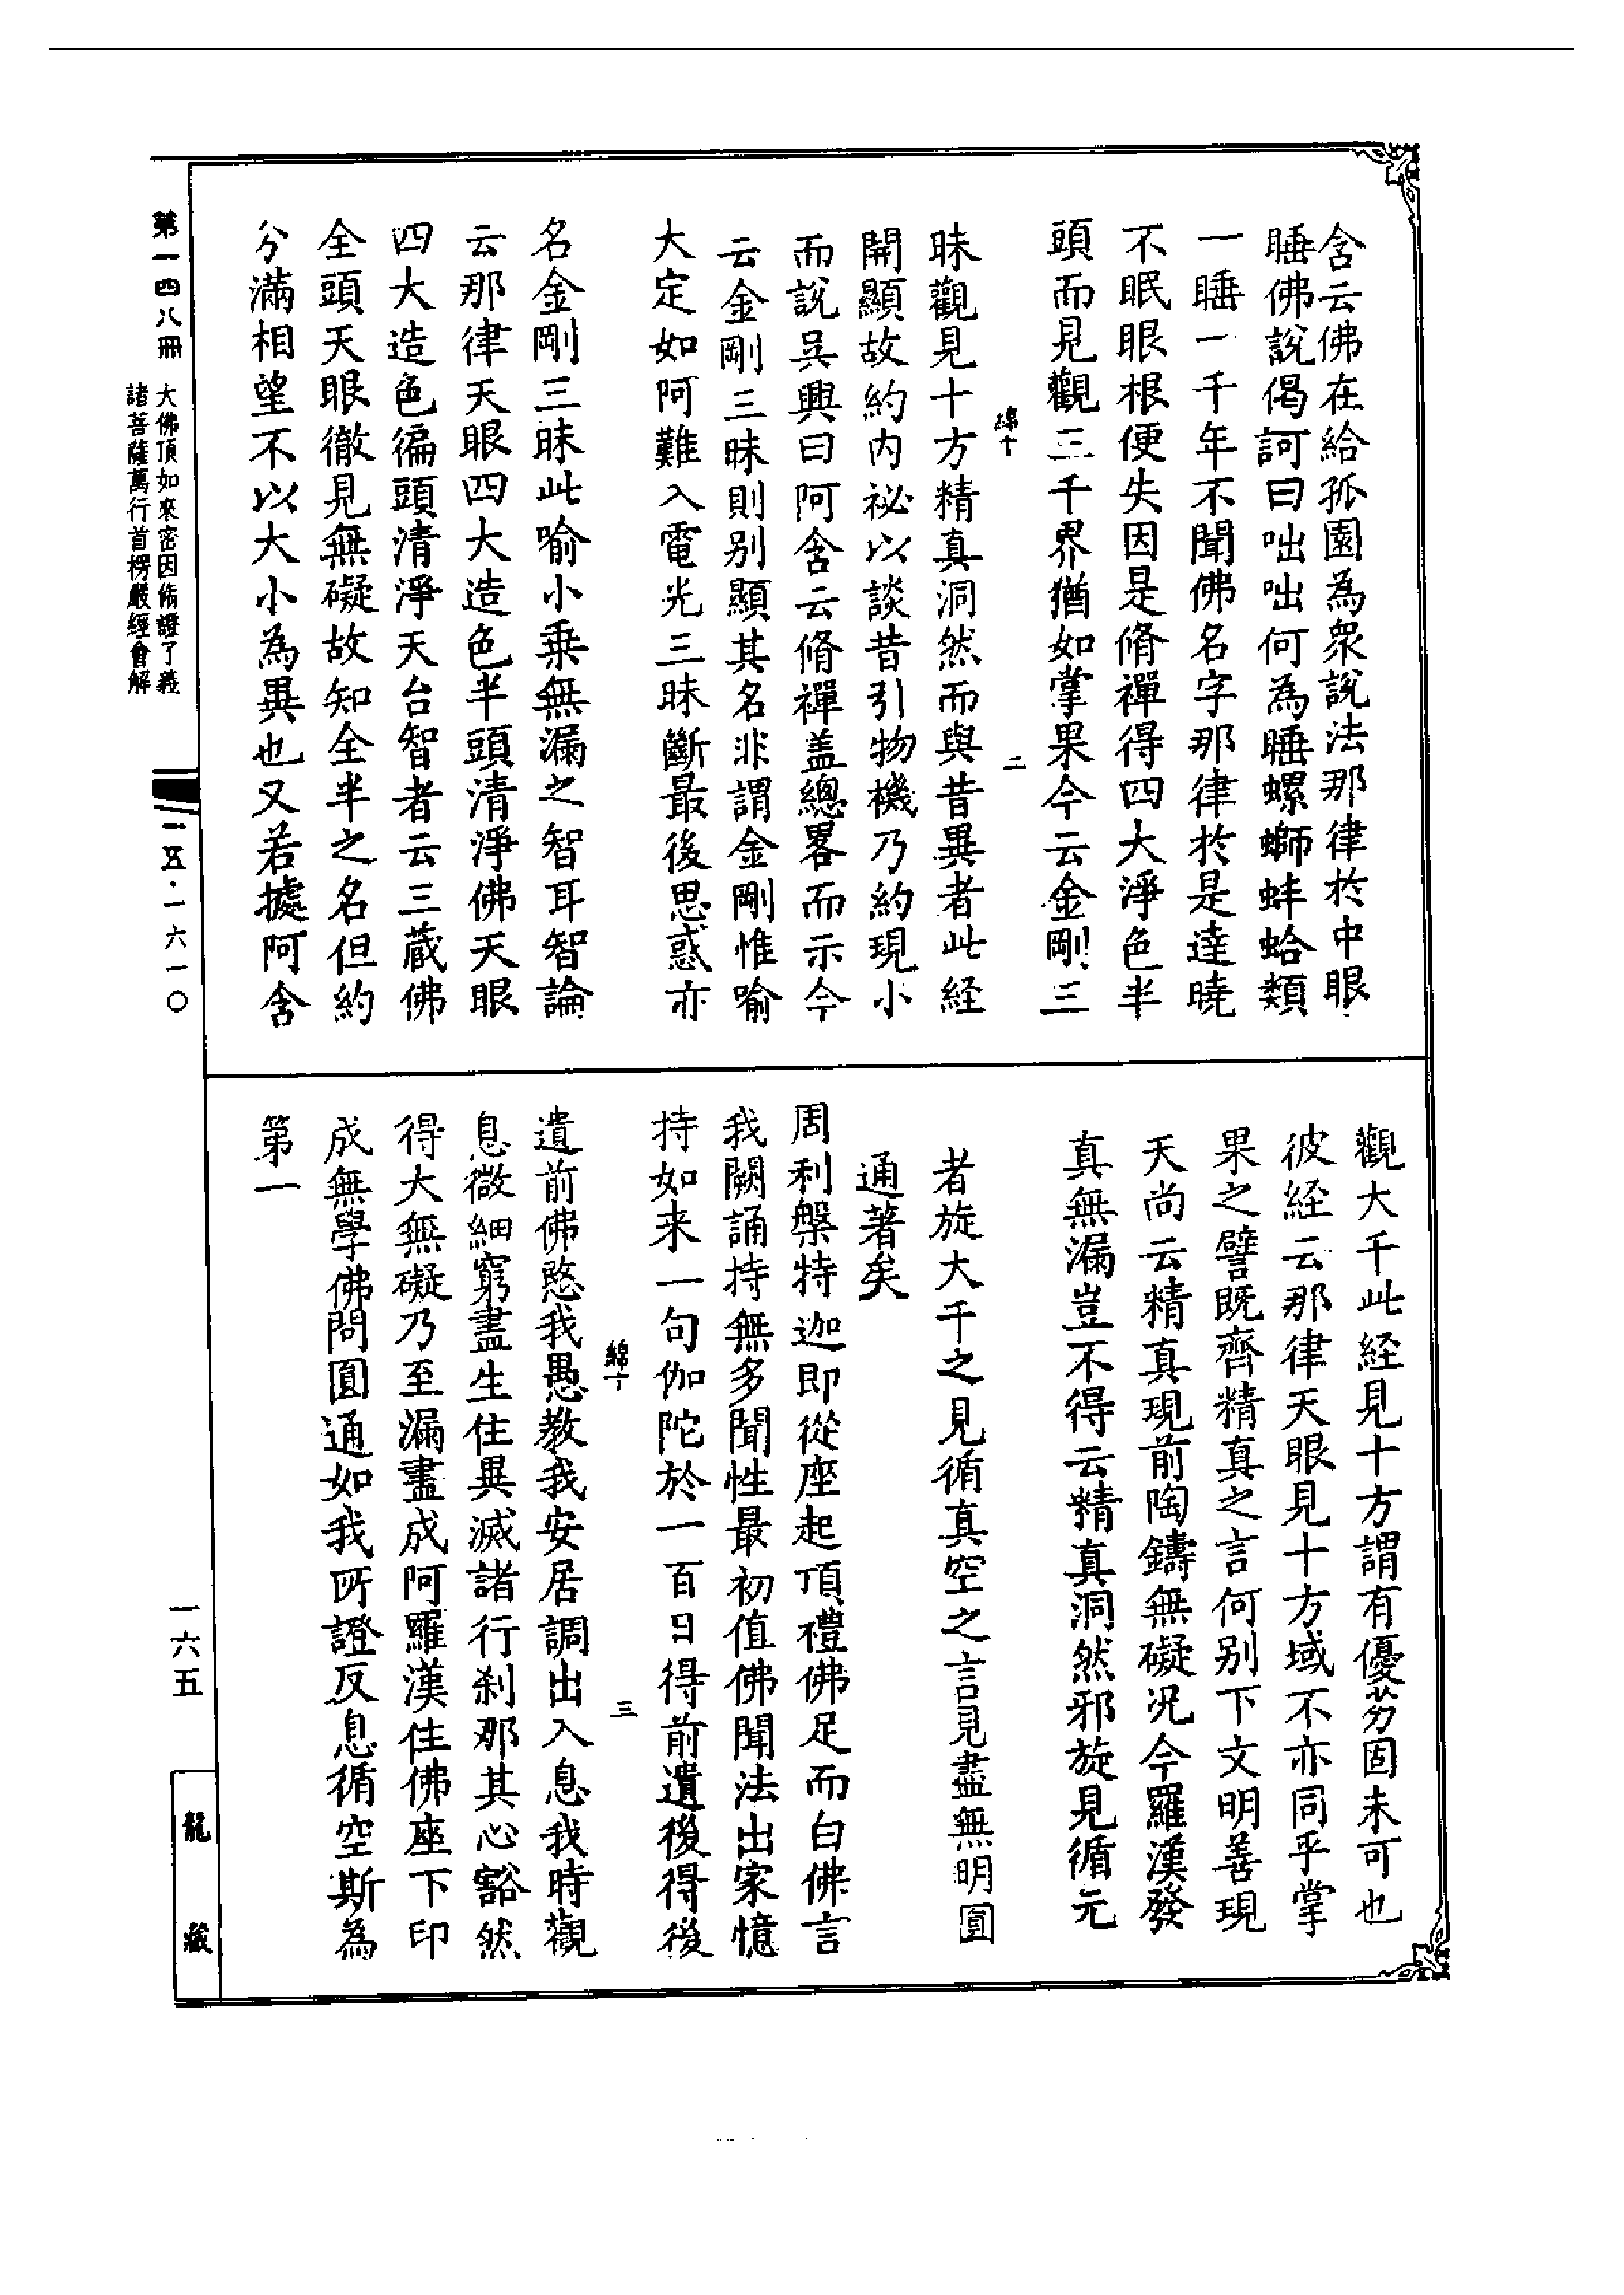 含云佛在給孤園為衆說法那律於中眼
睡佛說偈訶曰咄咄何為睡螺螄蚌蛤類
一睡一千年不聞佛名字那律於是達曉
不眠眼根便失因是脩禪得四大淨色半
頭而見觀三千界猶如掌果今云金剛三
綿十
二
昧觀見十方精真洞然而與昔異者此経
開顯故約内祕以談昔引物機乃約現小
而說吳興曰阿含云脩禪盖總畧而示今
云金剛三昧則别顯其名非謂金剛惟喻
大定如阿難入電光三昧斷最後思惑亦
名金剛三昧此喻小乗無漏之智耳智論
云那律天眼四大造色半頭清淨佛天眼
四大造色徧頭清淨天台智者云三藏佛
全頭天眼徹見無礙故知全半之名但約
分滿相望不以大小為異也又若據阿含
觀大千此経見十方謂有優劣固未可也
彼経云那律天眼見十方域不亦同乎掌
果之譬既齊精真之言何别下文明善現
天尚云精真現前陶鑄無礙况今羅漢發
真無漏豈不得云精真洞然邪旋見循元
者旋大千之見循真空之言見盡無明圓
通著矣
周利槃特迦即從座起頂禮佛足而白佛言
我闕誦持無多聞性最初值佛聞法出家憶
持如来一句伽陀於一百日得前遺後得後
綿十
三
遺前佛愍我愚教我安居調出入息我時觀
息微細窮盡生住異滅諸行刹那其心豁然
得大無礙乃至漏盡成阿羅漢住佛座下印
成無學佛問圓通如我所證反息循空斯為
第一
第一四八冊
大佛頂如來密因脩證了義
諸菩薩萬行首楞嚴經會解
一五·一六一〇
一六五
龍藏